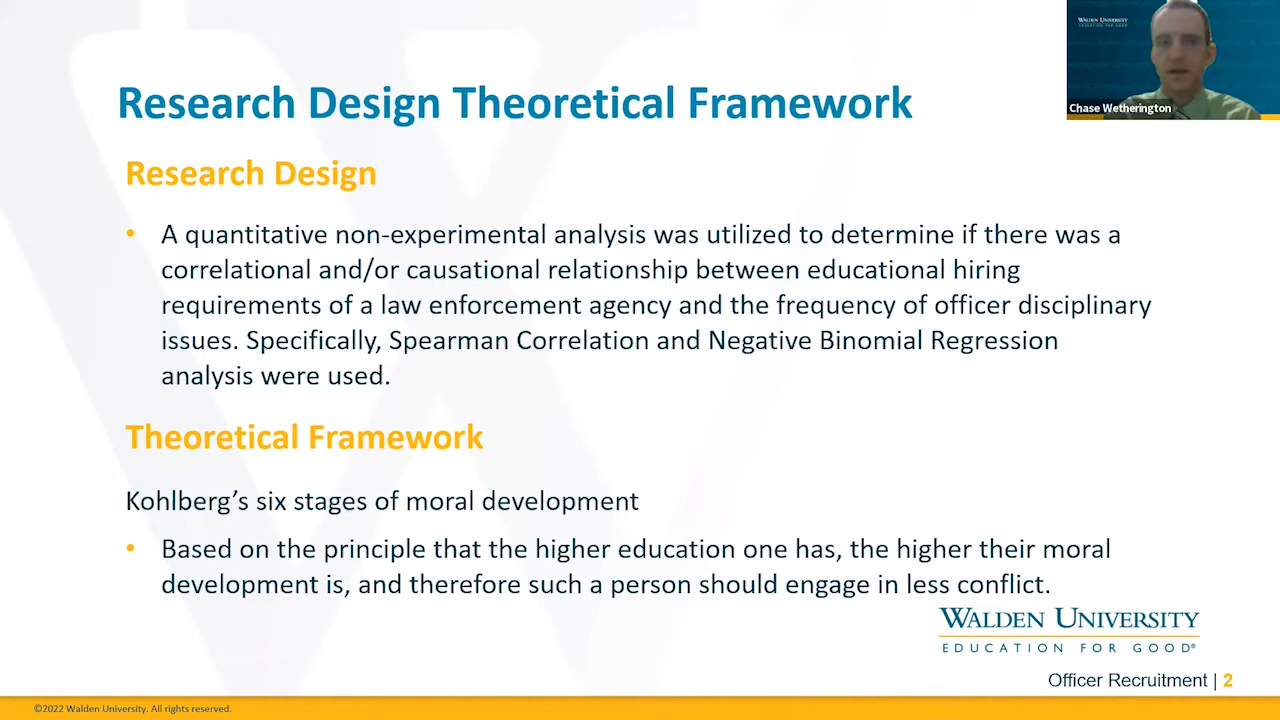 WALDEN UNIVERSITY
Chase Wetherington
Research Design Theoretical Framework
Research Design
• A quantitative non-experimental analysis was utilized to determine if there was a
correlational and/or causational relationship between educational hiring
requirements of a law enforcement agency and the frequency of officer disciplinary
issues. Specifically, Spearman Correlation and Negative Binomial Regression
analysis were used.
Theoretical Framework
Kohlberg’s six stages of moral development
• Based on the principle that the higher education one has, the higher their moral
development is, and therefore such a person should engage in less conflict.
WALDEN UNIVERSITY
EDUCATION FOR GOOD®
Officer Recruitment | 2
©2022 Walden University. All rights reserved.